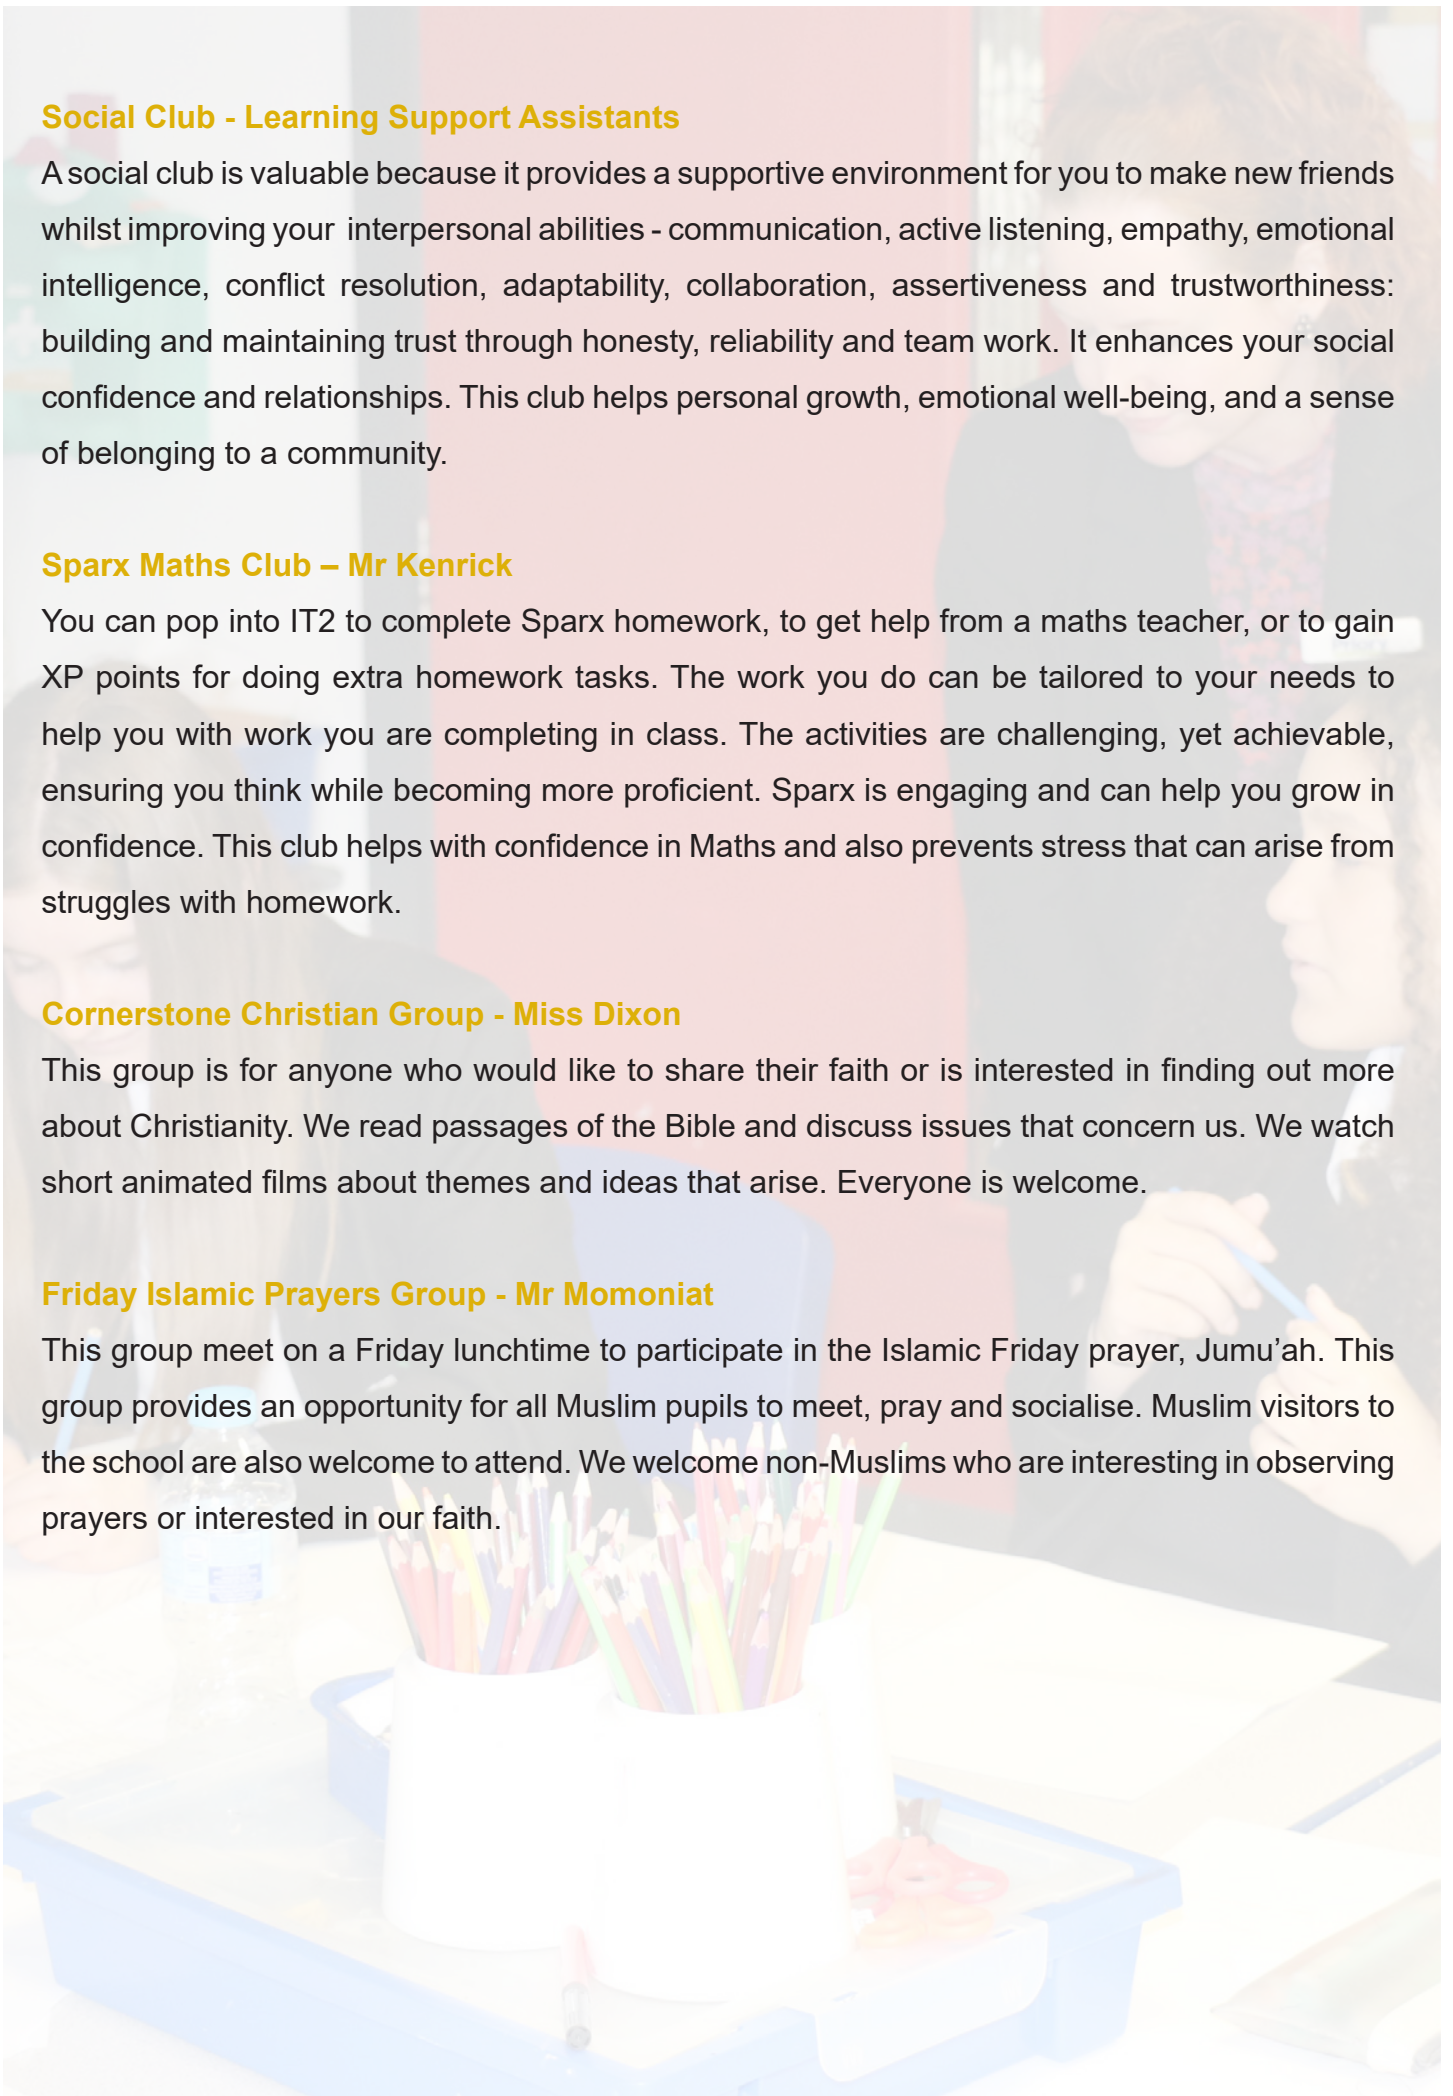 Social Club - Learning Support Assistants
A social club is valuable because it provides a supportive environment for you to make new friends
whilst improving your interpersonal abilities - communication, active listening, empathy, emotional
intelligence, conflict resolution, adaptability, collaboration, assertiveness and trustworthiness:
building and maintaining trust through honesty, reliability and team work. It enhances your social
confidence and relationships. This club helps personal growth, emotional well-being, and a sense
of belonging to a community.
Sparx Maths Club – Mr Kenrick
You can pop into IT2 to complete Sparx homework, to get help from a maths teacher, or to gain
XP points for doing extra homework tasks. The work you do can be tailored to your needs to
help you with work you are completing in class. The activities are challenging, yet achievable,
ensuring you think while becoming more proficient. Sparx is engaging and can help you grow in
confidence. This club helps with confidence in Maths and also prevents stress that can arise from
struggles with homework.
Cornerstone Christian Group - Miss Dixon
This group is for anyone who would like to share their faith or is interested in finding out more
about Christianity. We read passages of the Bible and discuss issues that concern us. We watch
short animated films about themes and ideas that arise. Everyone is welcome.
Friday Islamic Prayers Group - Mr Momoniat
This group meet on a Friday lunchtime to participate in the Islamic Friday prayer, Jumu’ah. This
group provides an opportunity for all Muslim pupils to meet, pray and socialise. Muslim visitors to
the school are also welcome to attend. We welcome non-Muslims who are interesting in observing
prayers or interested in our faith.